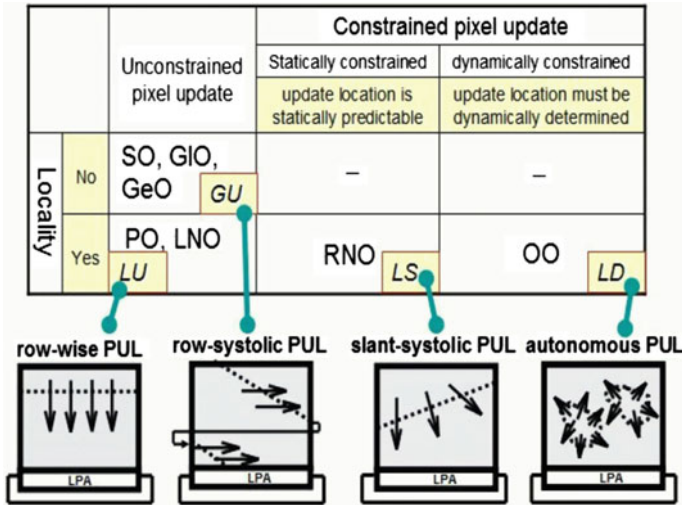 Constrained pixel update
Unconstrained
pixel update
Statically constrained
dynamically constrained
update location is
statically predictable
update location must be
dynamically determined
Locality
No
SO, GlO,
GeO
GU
–
–
Yes
PO, LNO
LU
RNO
LS
OO
LD
row-wise PUL
row-systolic PUL
slant-systolic PUL
autonomous PUL
LPA
LPA
LPA
LPA